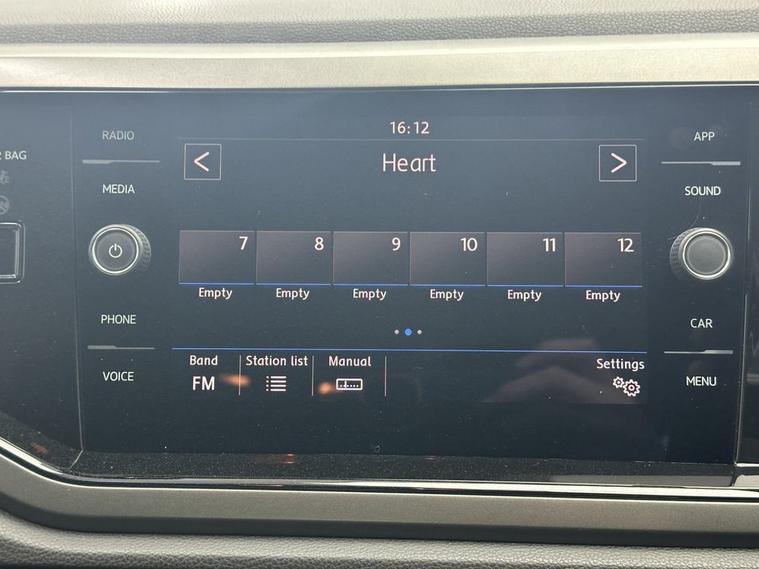 16:12
RADIO
APP
BAG
< Heart >
MEDIA
SOUND
7 8 9 10 11 12
Empty Empty Empty Empty Empty Empty
PHONE
CAR
Band Station list Manual Settings
FM
VOICE
MENU